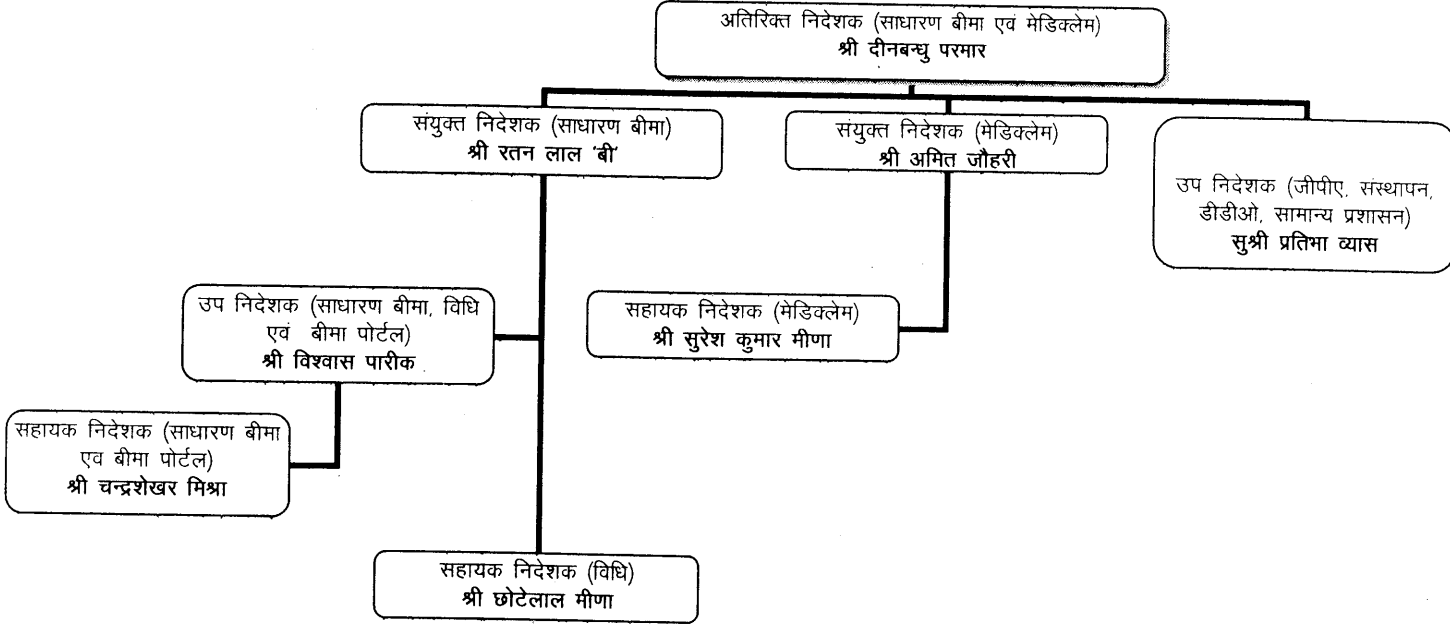 अतिरिक्त निदेशक (साधारण बीमा एवं मेडिक्लेम)
श्री दीनबन्धु परमार
संयुक्त निदेशक (साधारण बीमा)
श्री रतन लाल 'बी'
संयुक्त निदेशक (मेडिक्लेम)
श्री अमित जौहरी
उप निदेशक (जीपीए, संस्थापन,
डीडीओ, सामान्य प्रशासन)
सुश्री प्रतिभा व्यास
उप निदेशक (साधारण बीमा, विधि
एवं बीमा पोर्टल)
श्री विश्वास पारीक
सहायक निदेशक (मेडिक्लेम)
श्री सुरेश कुमार मीणा
सहायक निदेशक (साधारण बीमा
एव बीमा पोर्टल)
श्री चन्द्रशेखर मिश्रा
सहायक निदेशक (विधि)
श्री छोटेलाल मीणा